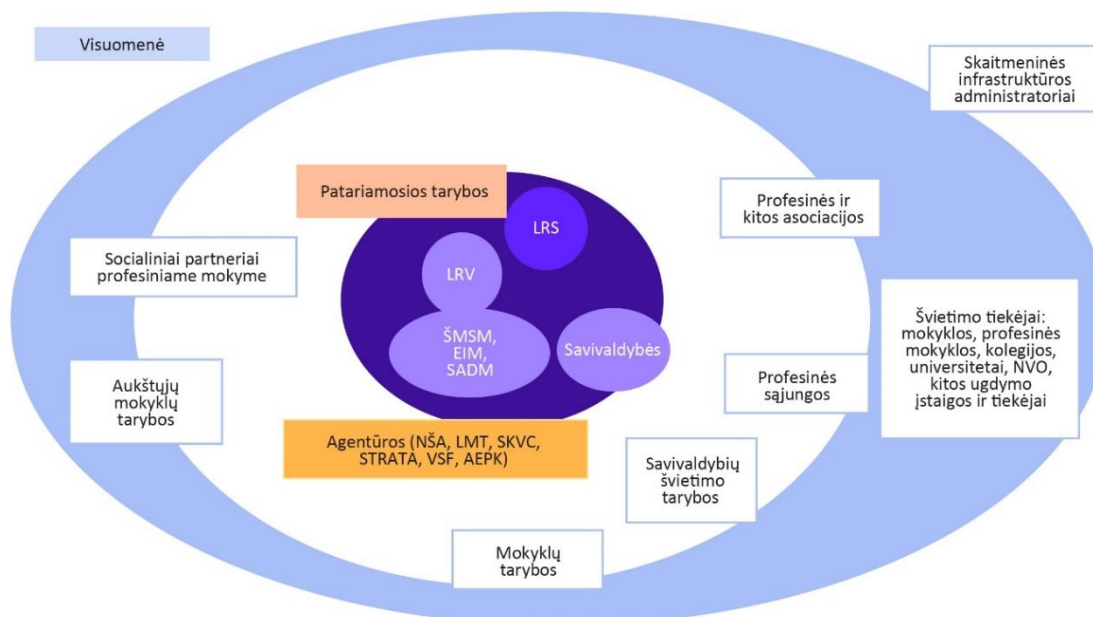 Visuomenė
Skaitmeninės
infrastruktūros
administratoriai
Patariamosios tarybos
LRS
Profesinės ir
kitos asociacijos
Socialiniai partneriai
profesiniame mokyme
LRV
ŠMSM,
EIM,
SADM
Savivaldybės
Švietimo tiekėjai:
mokyklos, profesinės
mokyklos, kolegijos,
universitetai, NVO,
kitos ugdymo
įstaigos ir tiekėjai
Aukštųjų
mokyklų
tarybos
Profesinės
sąjungos
Agentūros (NŠA, LMT, SKVC,
STRATA, VSF, AEPK)
Savivaldybių
švietimo
tarybos
Mokyklų
tarybos